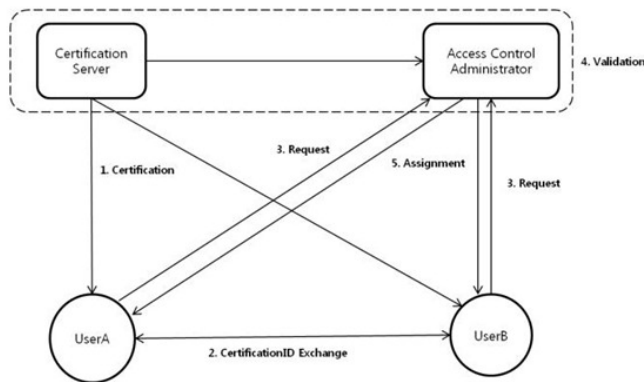 Certification
Server
Access Control
Administrator
4. Validation
3. Request
1. Certification
5. Assignment
3. Request
UserA
UserB
2. CertificationID Exchange